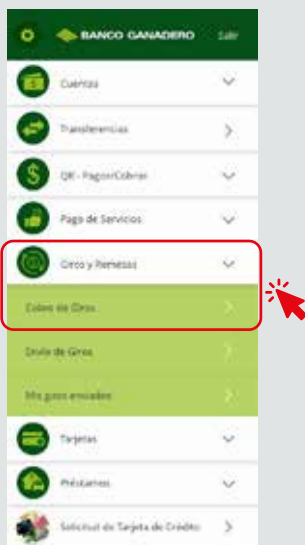 BANCO GANADERO
Salir
Cuentas
Transferencias
QR - Pagos/Cobros
Pago de Servicios
Giros y Remesas
Cobro de Giros
Envío de Giros
Mis giros enviados
Tarjetas
Préstamos
Solicitud de Tarjeta de Crédito